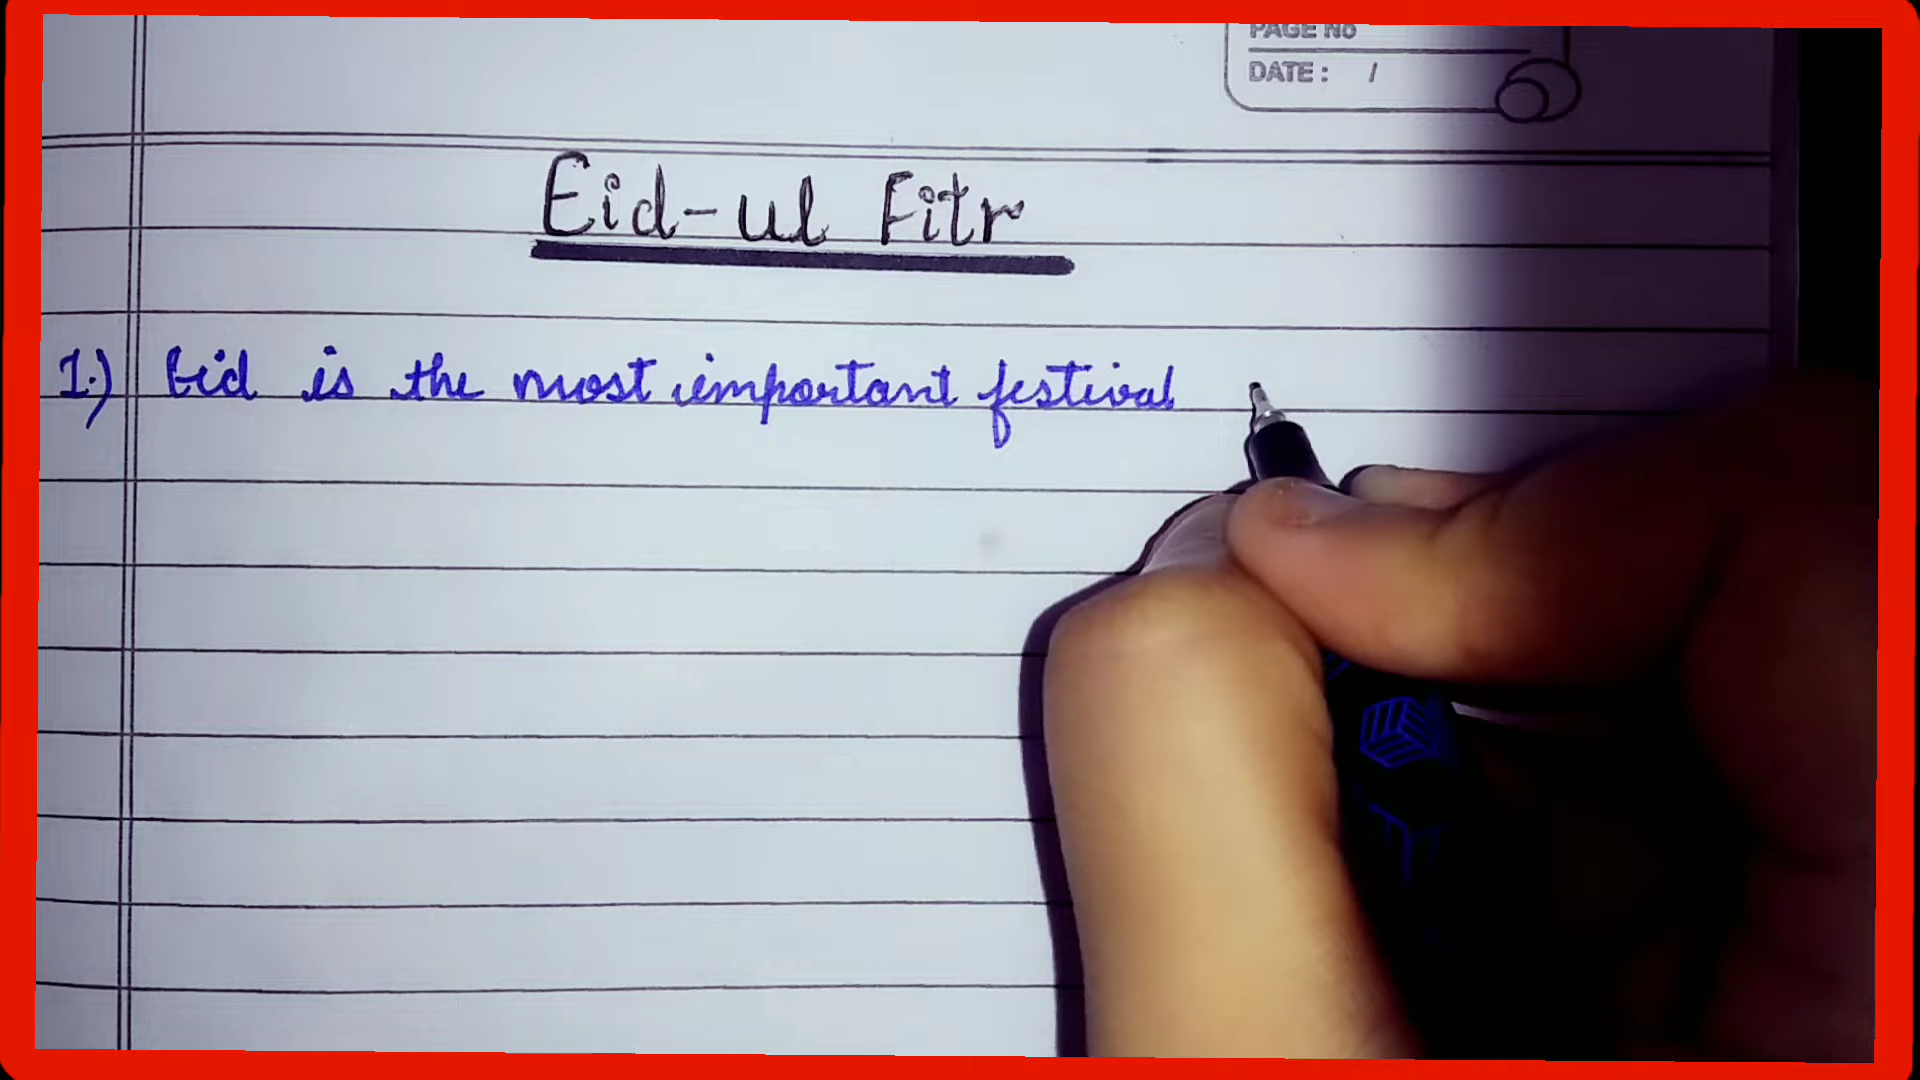 PAGE No
DATE: /
Eid-ul Fitr
1.) Eid is the most important festival